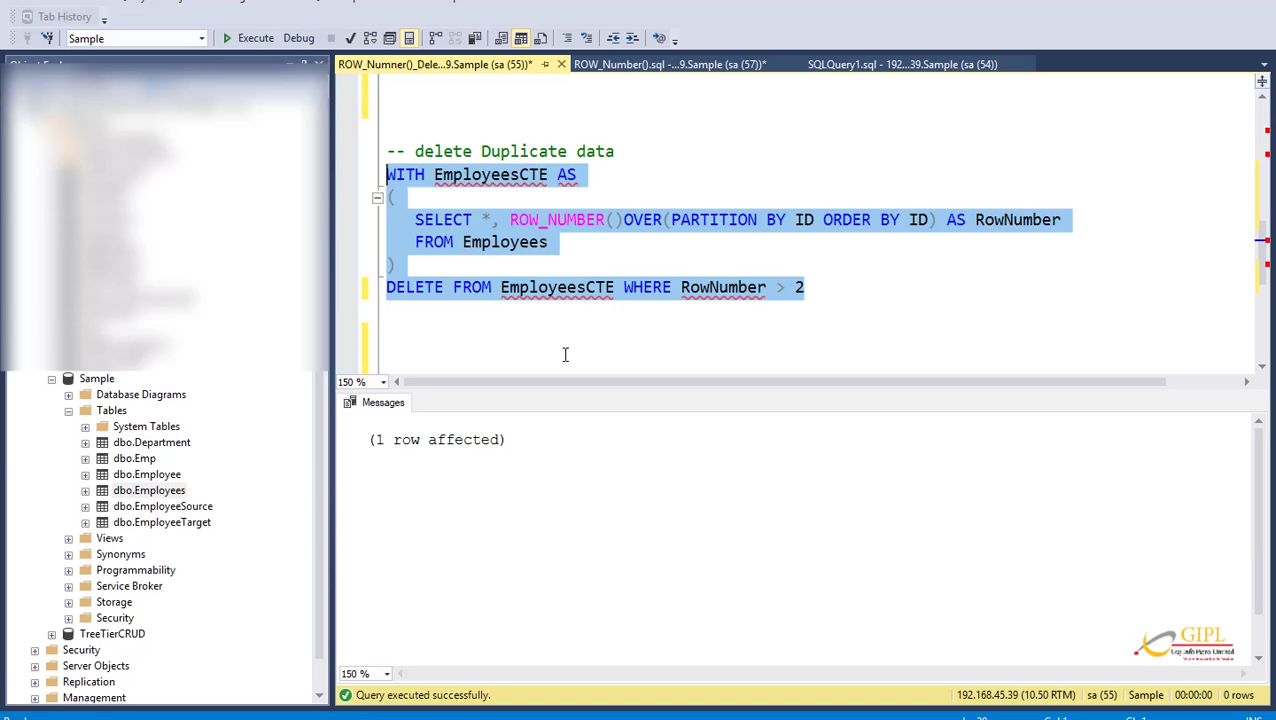 Tab History
Sample
Execute
Debug
ROW_Numner()_Dele...9.Sample (sa (55))*
ROW_Number().sql -...9.Sample (sa (57))*
SQLQuery1.sql - 192...39.Sample (sa (54))
-- delete Duplicate data
WITH EmployeesCTE AS
(
SELECT *, ROW_NUMBER()OVER(PARTITION BY ID ORDER BY ID) AS RowNumber
FROM Employees
)
DELETE FROM EmployeesCTE WHERE RowNumber > 2
150 %
Messages
(1 row affected)
Sample
Database Diagrams
Tables
System Tables
dbo.Department
dbo.Emp
dbo.Employee
dbo.Employees
dbo.EmployeeSource
dbo.EmployeeTarget
Views
Synonyms
Programmability
Service Broker
Storage
Security
TreeTierCRUD
Security
Server Objects
Replication
Management
GIPL
150 %
Query executed successfully.
192.168.45.39 (10.50 RTM)
sa (55)
Sample
00:00:00
0 rows